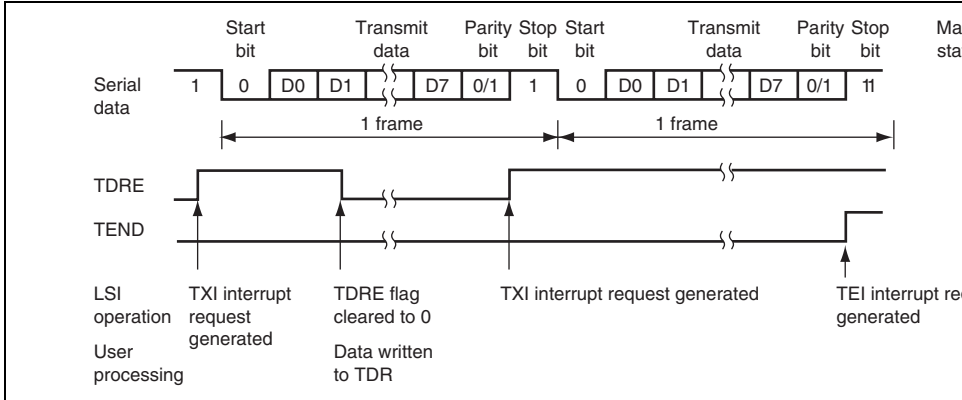 Start bit Transmit data Parity bit Stop bit Start bit Transmit data Parity bit Stop bit
Serial data 1 0 D0 D1 D7 0/1 1 0 D0 D1 D7 0/1 11
1 frame 1 frame
TDRE
TEND
LSI operation TXI interrupt request generated TDRE flag cleared to 0 TXI interrupt request generated TEI interrupt generated
User processing Data written to TDR